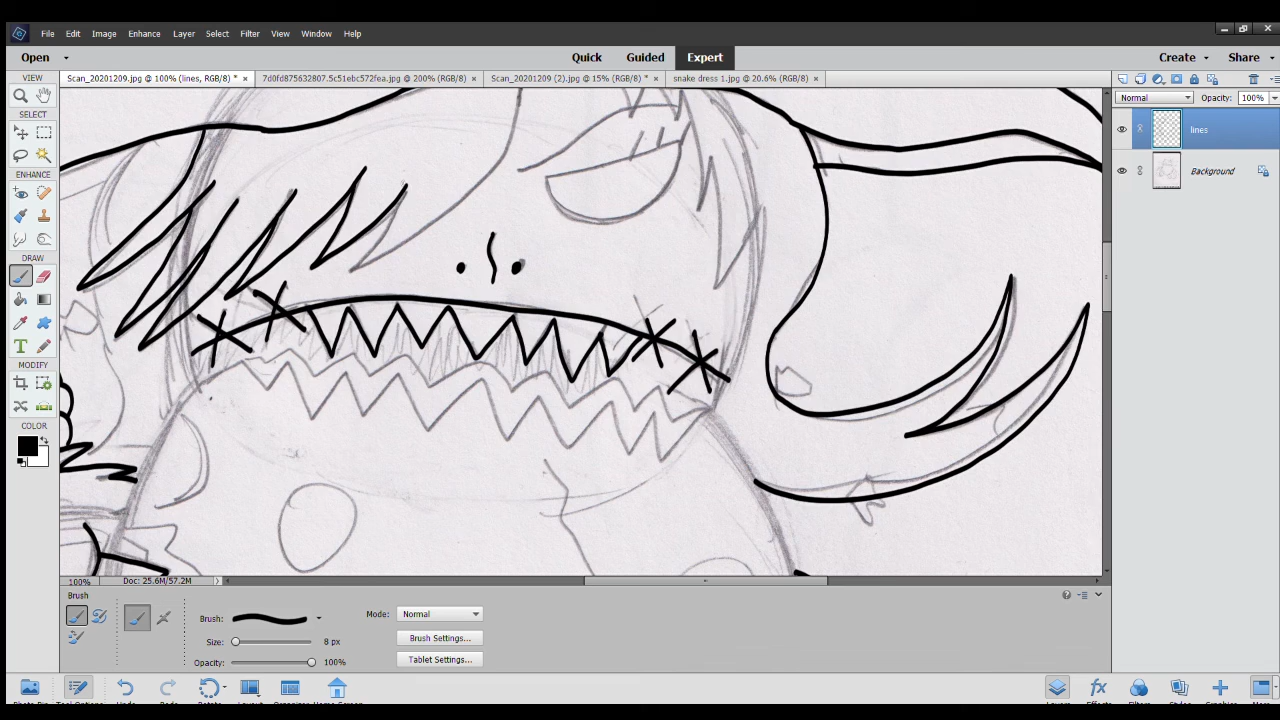 File Edit Image Enhance Layer Select Filter View Window Help
Open Quick Guided Expert Create Share
VIEW Scan_20201209.jpg @ 100% (lines, RGB/8) * 7d0fd875632807.5c51ebc572fea.jpg @ 200% (RGB/8) Scan_20201209 (2).jpg @ 15% (RGB/8) * snake dress 1.jpg @ 20.6% (RGB/8)
Normal Opacity: 100%
SELECT
lines
ENHANCE
Background
DRAW
MODIFY
COLOR
100% Doc: 25.6M/57.2M
Brush
Brush: Mode: Normal
Size: 8 px Brush Settings...
Opacity: 100% Tablet Settings...